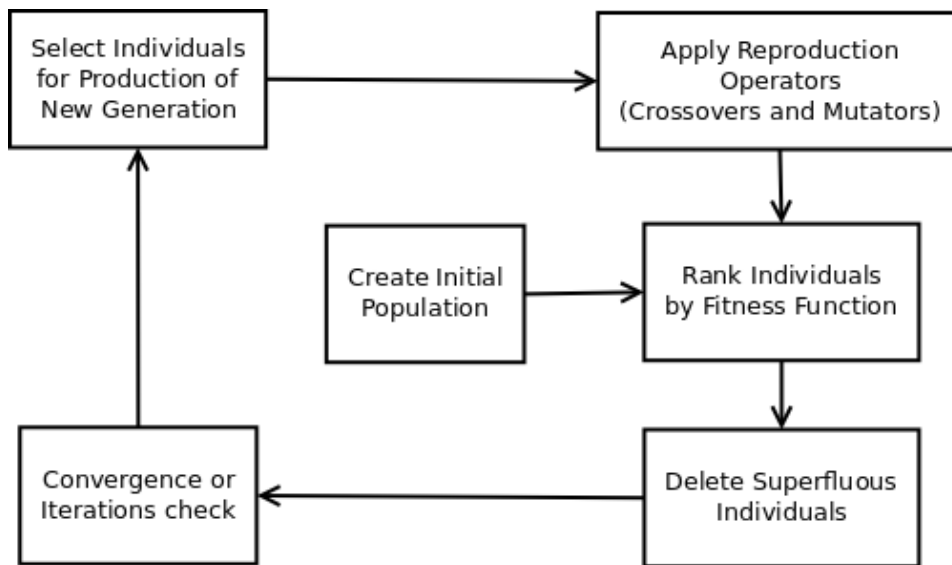 Select Individuals
for Production of
New Generation
Apply Reproduction
Operators
(Crossovers and Mutators)
Create Initial
Population
Rank Individuals
by Fitness Function
Convergence or
Iterations check
Delete Superfluous
Individuals